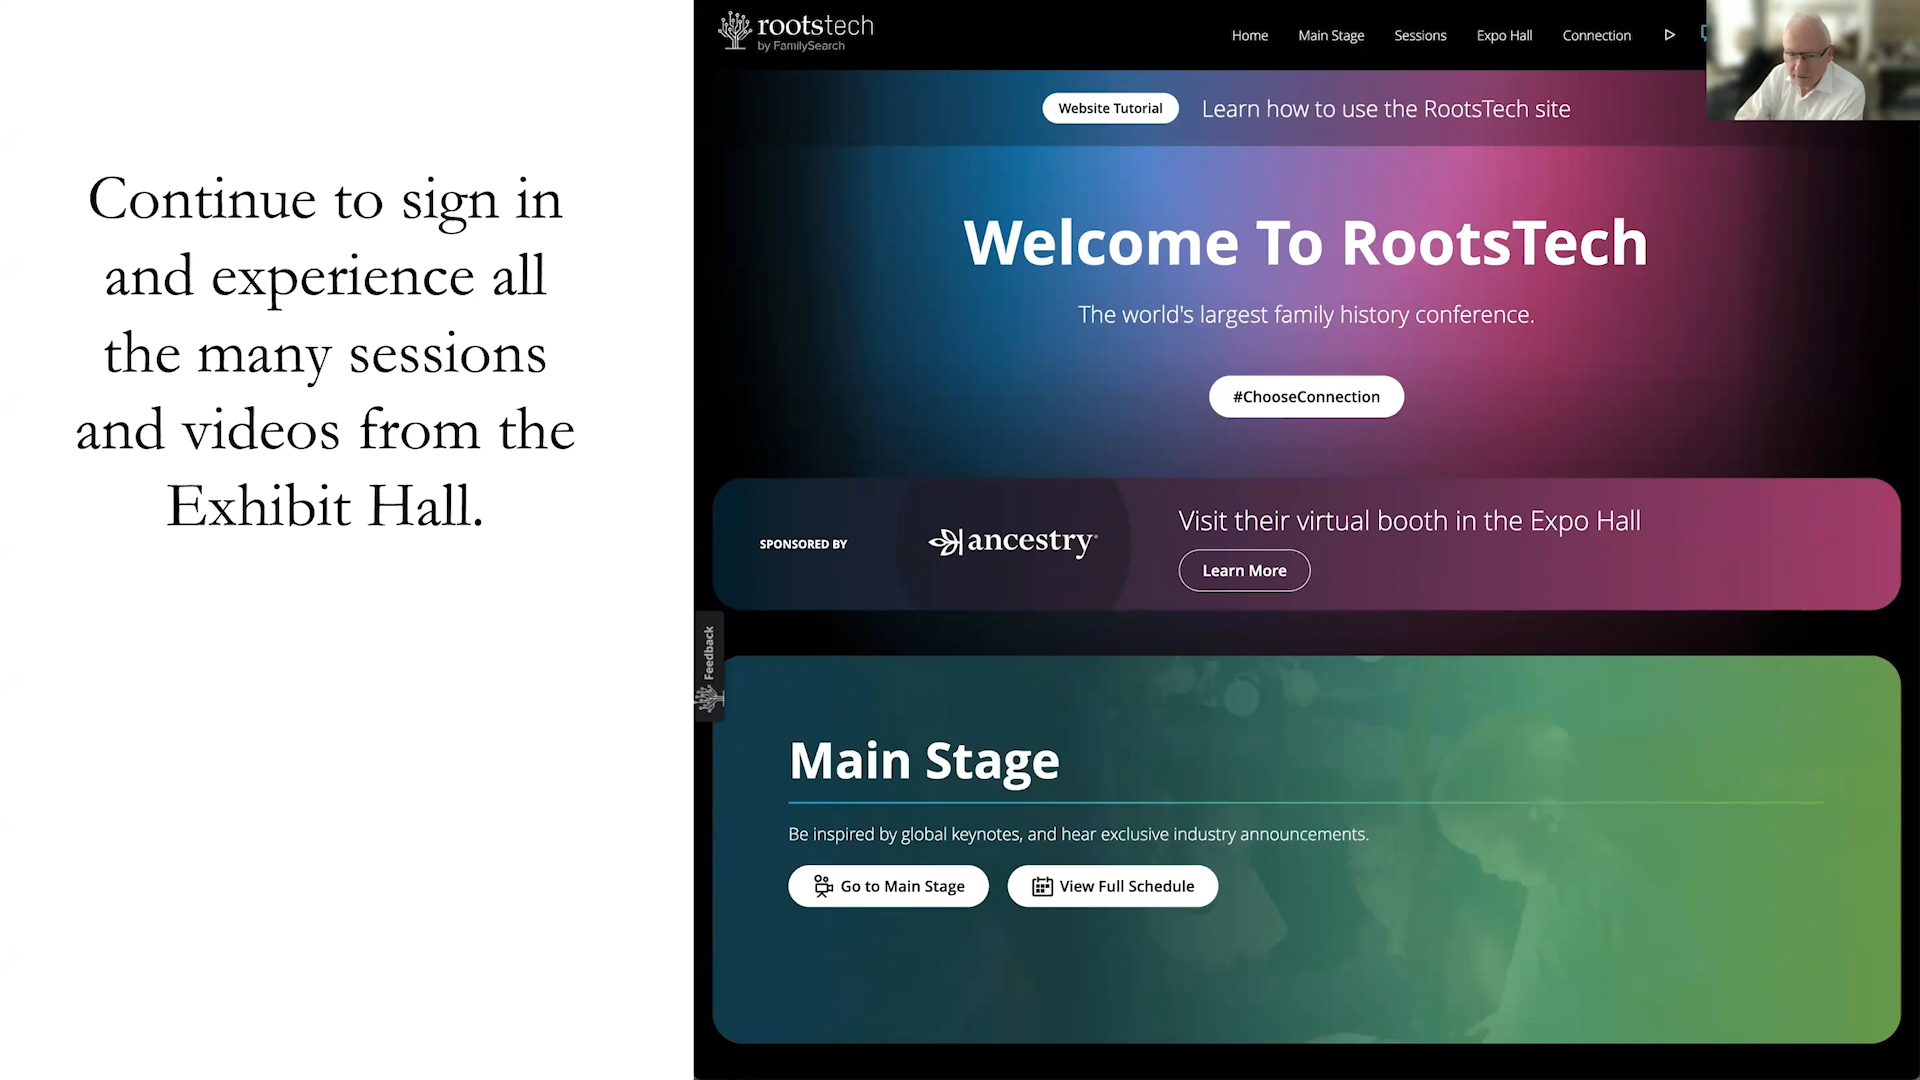 Continue to sign in
and experience all
the many sessions
and videos from the
Exhibit Hall.
rootstech
by FamilySearch
Home Main Stage Sessions Expo Hall Connection
Website Tutorial Learn how to use the RootsTech site
Welcome To RootsTech
The world's largest family history conference.
#ChooseConnection
SPONSORED BY
ancestry®
Visit their virtual booth in the Expo Hall
Learn More
Feedback
Main Stage
Be inspired by global keynotes, and hear exclusive industry announcements.
Go to Main Stage View Full Schedule